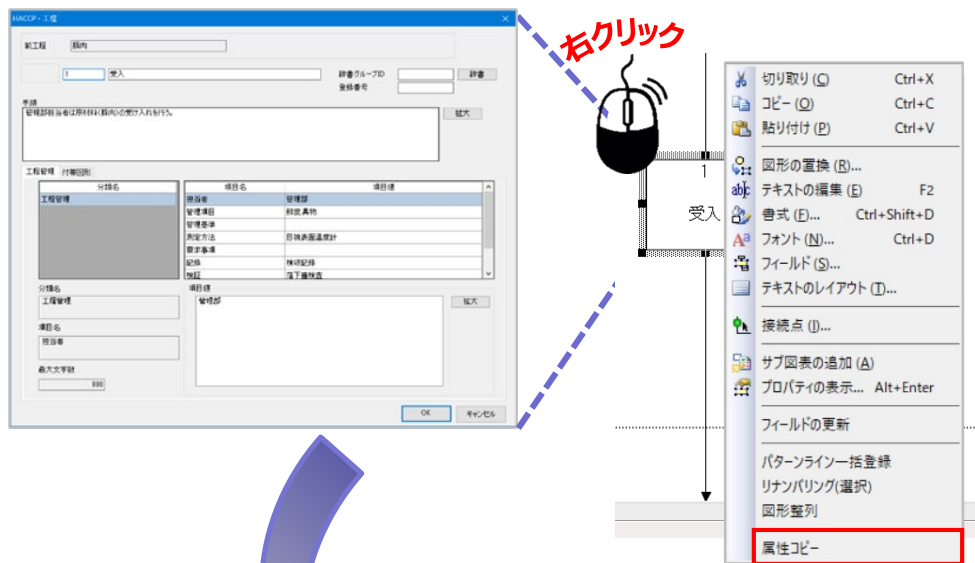 HACCP - 工程
前工程 豚肉
1 受入 辞書グループID 辞書
登録番号
手順
管理部担当者は原材料(豚肉)の受け入れを行う。
拡大
工程管理 付帯図形
分類名 項目名 項目値
工程管理 担当者 管理部
管理項目 鮮度 異物
管理基準
測定方法 目視表面温度計
要求事項
記録 検収記録
検証 落下菌検査
分類名 項目値
工程管理 管理部 拡大
項目名
担当者
最大文字数
OK キャンセル
右クリック
1
受入
切り取り (C) Ctrl+X
コピー (O) Ctrl+C
貼り付け (P) Ctrl+V
図形の置換 (R)...
テキストの編集 (E) F2
書式 (F)... Ctrl+Shift+D
フォント (N)... Ctrl+D
フィールド (S)...
テキストのレイアウト (T)...
接続点 (I)...
サブ図表の追加 (A)
プロパティの表示... Alt+Enter
フィールドの更新
パターンライン一括登録
リナンバリング(選択)
図形整列
属性コピー